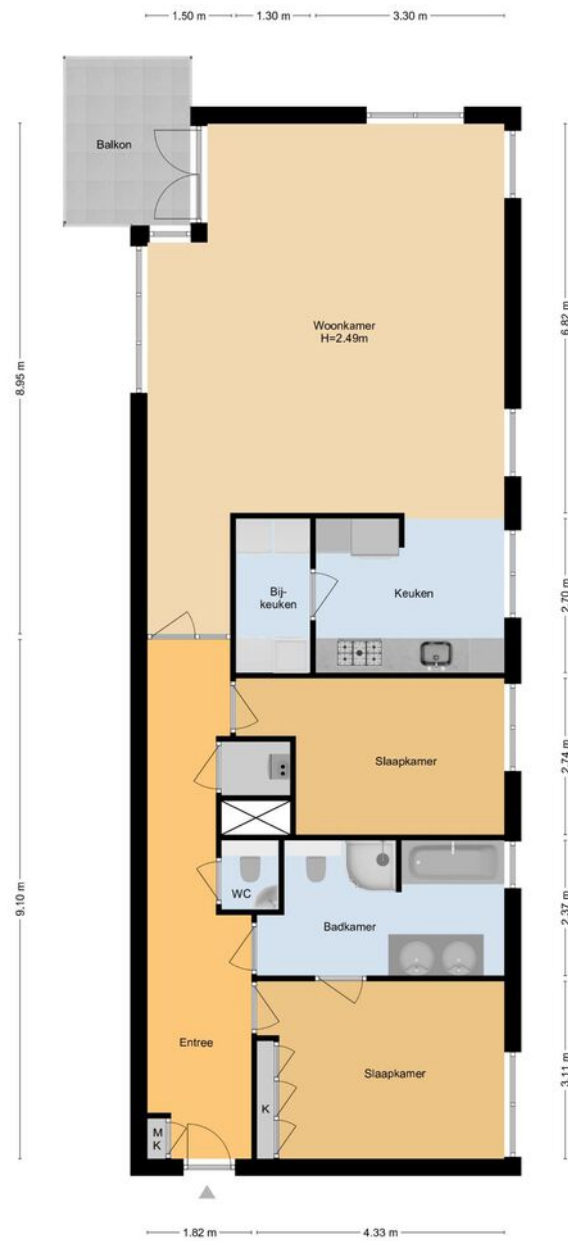 1.50 m
1.30 m
3.30 m
Balkon
Woonkamer
H=2.49m
6.82 m
8.95 m
Bij-
keuken
Keuken
2.70 m
Slaapkamer
2.74 m
WC
Badkamer
2.37 m
9.10 m
Entree
Slaapkamer
3.11 m
K
M
K
1.82 m
4.33 m